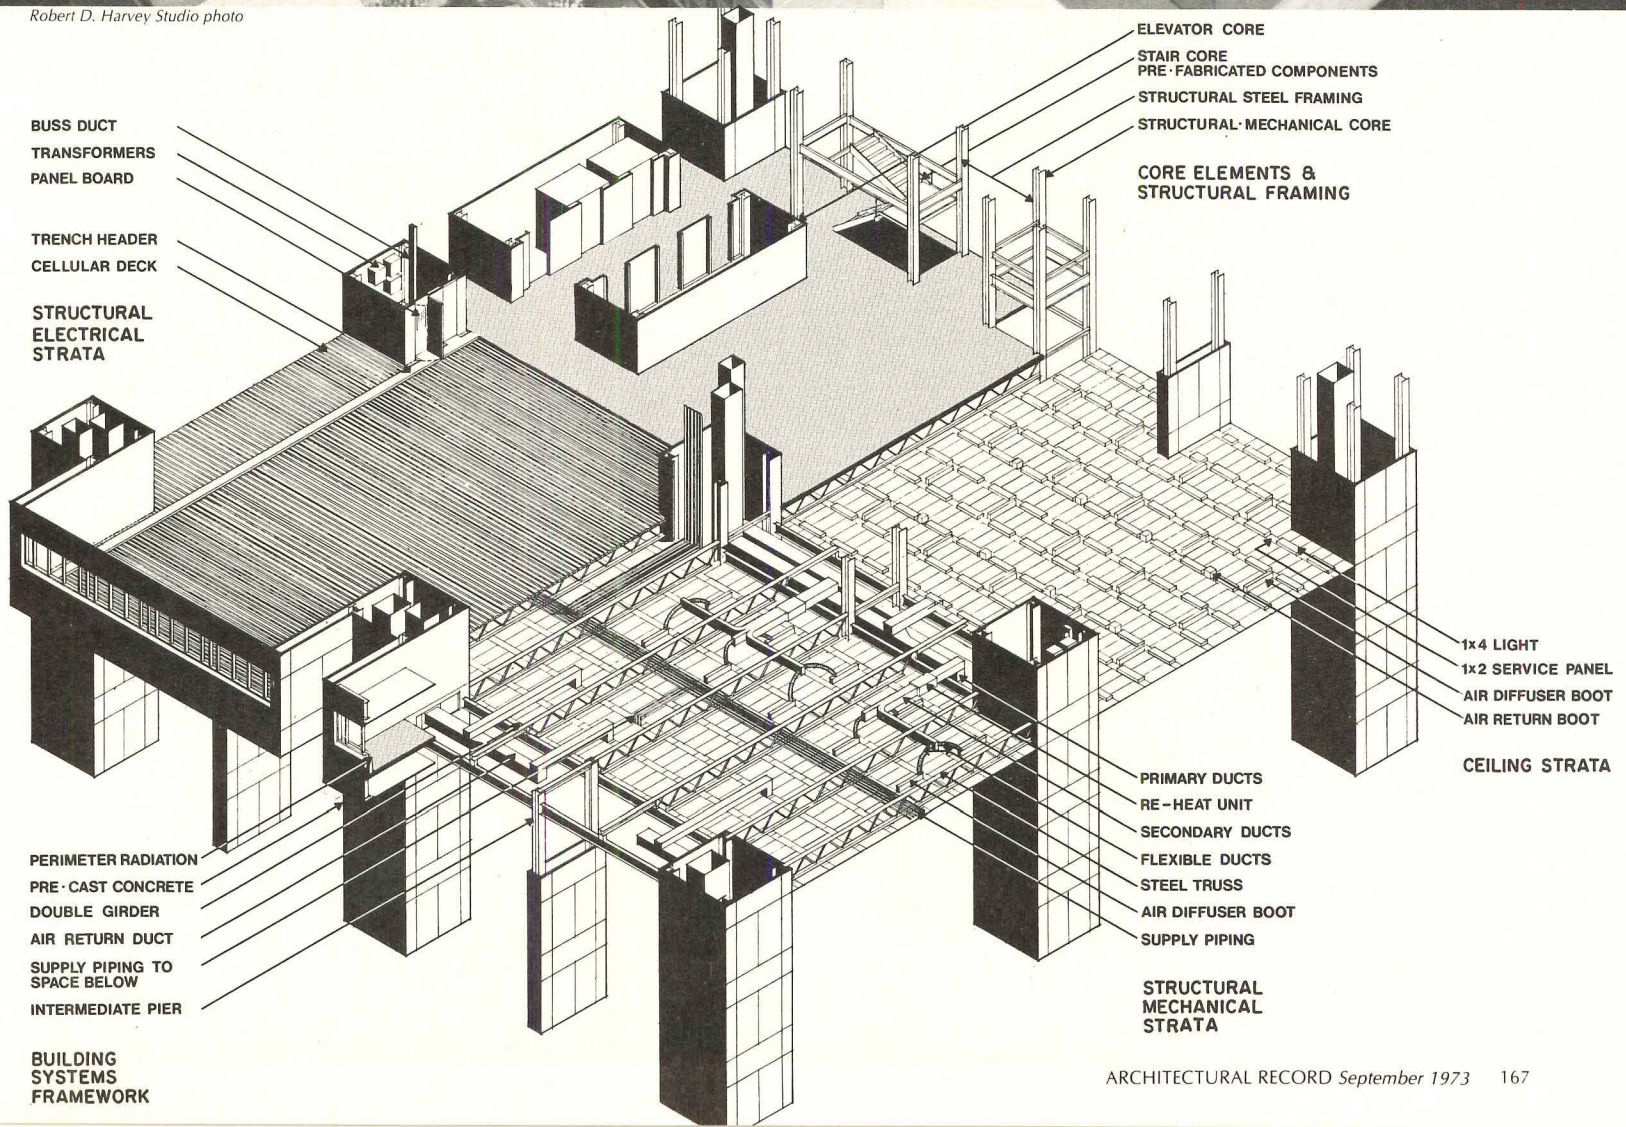 Robert D. Harvey Studio photo
BUSS DUCT
TRANSFORMERS
PANEL BOARD
TRENCH HEADER
CELLULAR DECK
STRUCTURAL
ELECTRICAL
STRATA
ELEVATOR CORE
STAIR CORE
PRE·FABRICATED COMPONENTS
STRUCTURAL STEEL FRAMING
STRUCTURAL·MECHANICAL CORE
CORE ELEMENTS &
STRUCTURAL FRAMING
1x4 LIGHT
1x2 SERVICE PANEL
AIR DIFFUSER BOOT
AIR RETURN BOOT
CEILING STRATA
PERIMETER RADIATION
PRE·CAST CONCRETE
DOUBLE GIRDER
AIR RETURN DUCT
SUPPLY PIPING TO
SPACE BELOW
INTERMEDIATE PIER
BUILDING
SYSTEMS
FRAMEWORK
PRIMARY DUCTS
RE-HEAT UNIT
SECONDARY DUCTS
FLEXIBLE DUCTS
STEEL TRUSS
AIR DIFFUSER BOOT
SUPPLY PIPING
STRUCTURAL
MECHANICAL
STRATA
ARCHITECTURAL RECORD September 1973 167